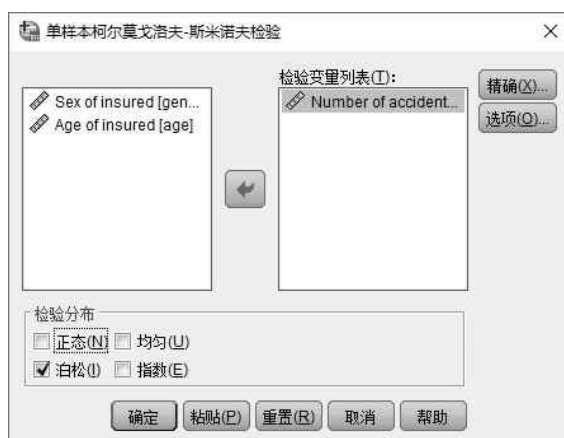 单样本柯尔莫戈洛夫-斯米诺夫检验
检验变量列表(T):
Sex of insured [gen...
Age of insured [age]
Number of accident...
精确(X)...
选项(O)...
检验分布
正态(N) 均匀(U)
泊松(I) 指数(E)
确定 粘贴(P) 重置(R) 取消 帮助